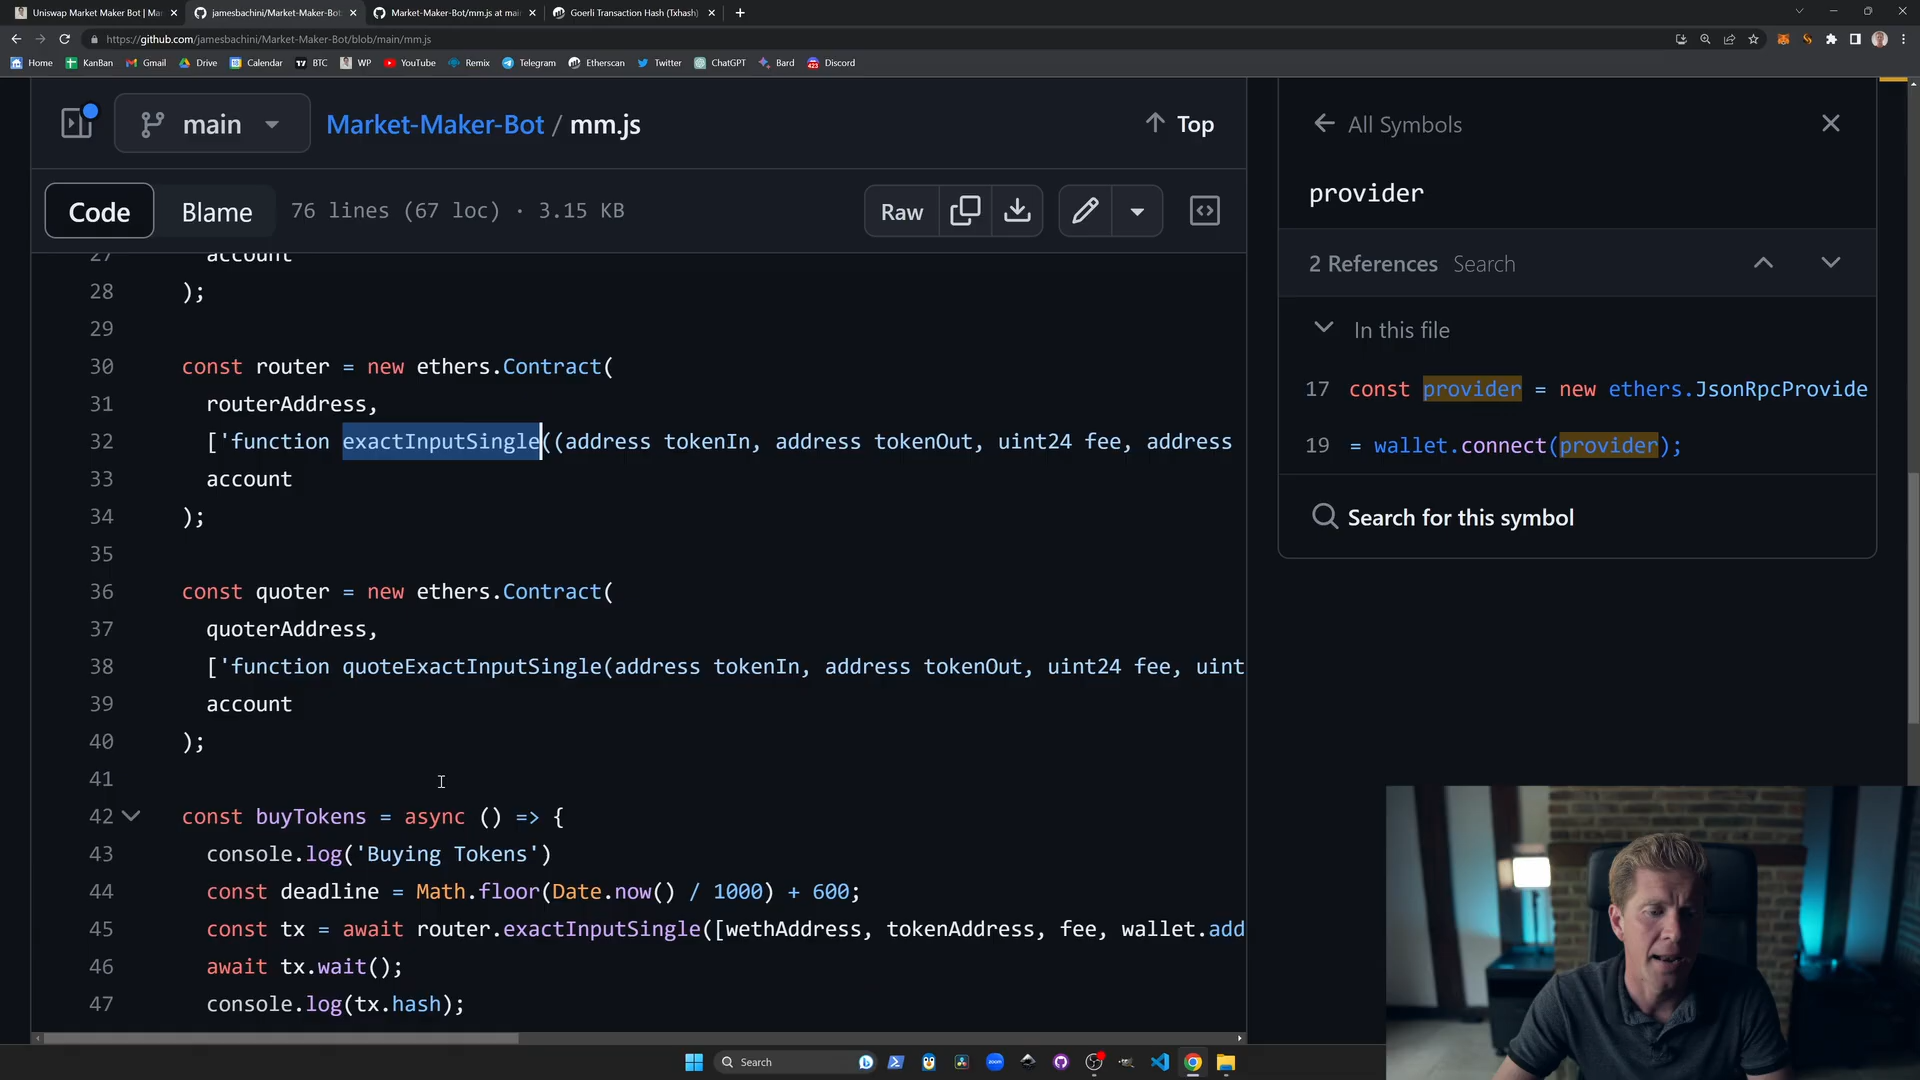 Uniswap Market Maker Bot | Mar
jamesbachini/Market-Maker-Bot:
Market-Maker-Bot/mm.js at main
Goerli Transaction Hash (Txhash)
https://github.com/jamesbachini/Market-Maker-Bot/blob/main/mm.js
Home KanBan Gmail Drive Calendar BTC WP YouTube Remix Telegram Etherscan Twitter ChatGPT Bard Discord
main Market-Maker-Bot / mm.js Top
Code Blame 76 lines (67 loc) · 3.15 KB Raw
27 account
28 );
29
30 const router = new ethers.Contract(
31 routerAddress,
32 ['function exactInputSingle((address tokenIn, address tokenOut, uint24 fee, address
33 account
34 );
35
36 const quoter = new ethers.Contract(
37 quoterAddress,
38 ['function quoteExactInputSingle(address tokenIn, address tokenOut, uint24 fee, uint
39 account
40 );
41
42 const buyTokens = async () => {
43 console.log('Buying Tokens')
44 const deadline = Math.floor(Date.now() / 1000) + 600;
45 const tx = await router.exactInputSingle([wethAddress, tokenAddress, fee, wallet.add
46 await tx.wait();
47 console.log(tx.hash);
All Symbols
provider
2 References Search
In this file
17 const provider = new ethers.JsonRpcProvide
19 = wallet.connect(provider);
Search for this symbol
Search
zoom